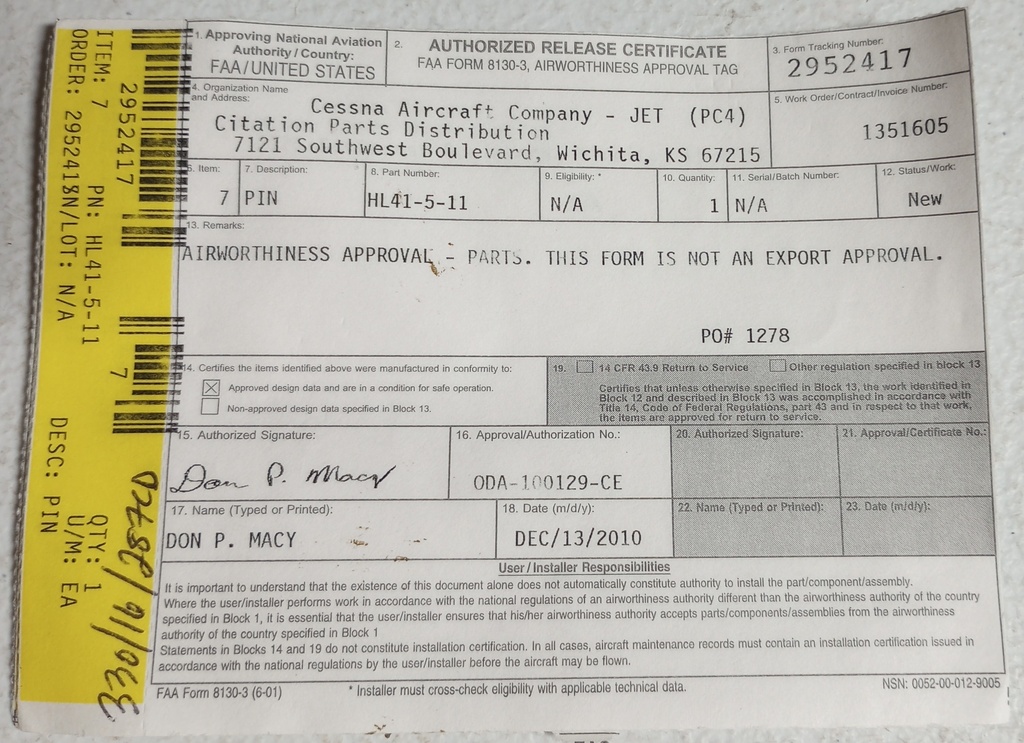 1. Approving National Aviation
Authority / Country:
FAA/UNITED STATES
2.
AUTHORIZED RELEASE CERTIFICATE
FAA FORM 8130-3, AIRWORTHINESS APPROVAL TAG
3. Form Tracking Number:
2952417
4. Organization Name
and Address:
Cessna Aircraft Company - JET (PC4)
Citation Parts Distribution
7121 Southwest Boulevard, Wichita, KS 67215
5. Work Order/Contract/Invoice Number:
1351605
6. Item:
7
7. Description:
PIN
8. Part Number:
HL41-5-11
9. Eligibility: *
N/A
10. Quantity:
1
11. Serial/Batch Number:
N/A
12. Status/Work:
New
13. Remarks:
AIRWORTHINESS APPROVAL - PARTS. THIS FORM IS NOT AN EXPORT APPROVAL.
PO# 1278
14. Certifies the items identified above were manufactured in conformity to:
Approved design data and are in a condition for safe operation.
Non-approved design data specified in Block 13.
19. 14 CFR 43.9 Return to Service Other regulation specified in block 13
Certifies that unless otherwise specified in Block 13, the work identified in
Block 12 and described in Block 13 was accomplished in accordance with
Title 14, Code of Federal Regulations, part 43 and in respect to that work,
the items are approved for return to service.
15. Authorized Signature:
Don P. Macy
16. Approval/Authorization No.:
ODA-100129-CE
20. Authorized Signature:
21. Approval/Certificate No.:
17. Name (Typed or Printed):
DON P. MACY
18. Date (m/d/y):
DEC/13/2010
22. Name (Typed or Printed):
23. Date (m/d/y):
User / Installer Responsibilities
It is important to understand that the existence of this document alone does not automatically constitute authority to install the part/component/assembly.
Where the user/installer performs work in accordance with the national regulations of an airworthiness authority different than the airworthiness authority of the country
specified in Block 1, it is essential that the user/installer ensures that his/her airworthiness authority accepts parts/components/assemblies from the airworthiness
authority of the country specified in Block 1
Statements in Blocks 14 and 19 do not constitute installation certification. In all cases, aircraft maintenance records must contain an installation certification issued in
accordance with the national regulations by the user/installer before the aircraft may be flown.
FAA Form 8130-3 (6-01)
* Installer must cross-check eligibility with applicable technical data.
NSN: 0052-00-012-9005
2952417
7
ITEM: 7 PN: HL41-5-11 QTY: 1
ORDER: 2952418N/LOT: N/A U/M: EA
DESC: PIN